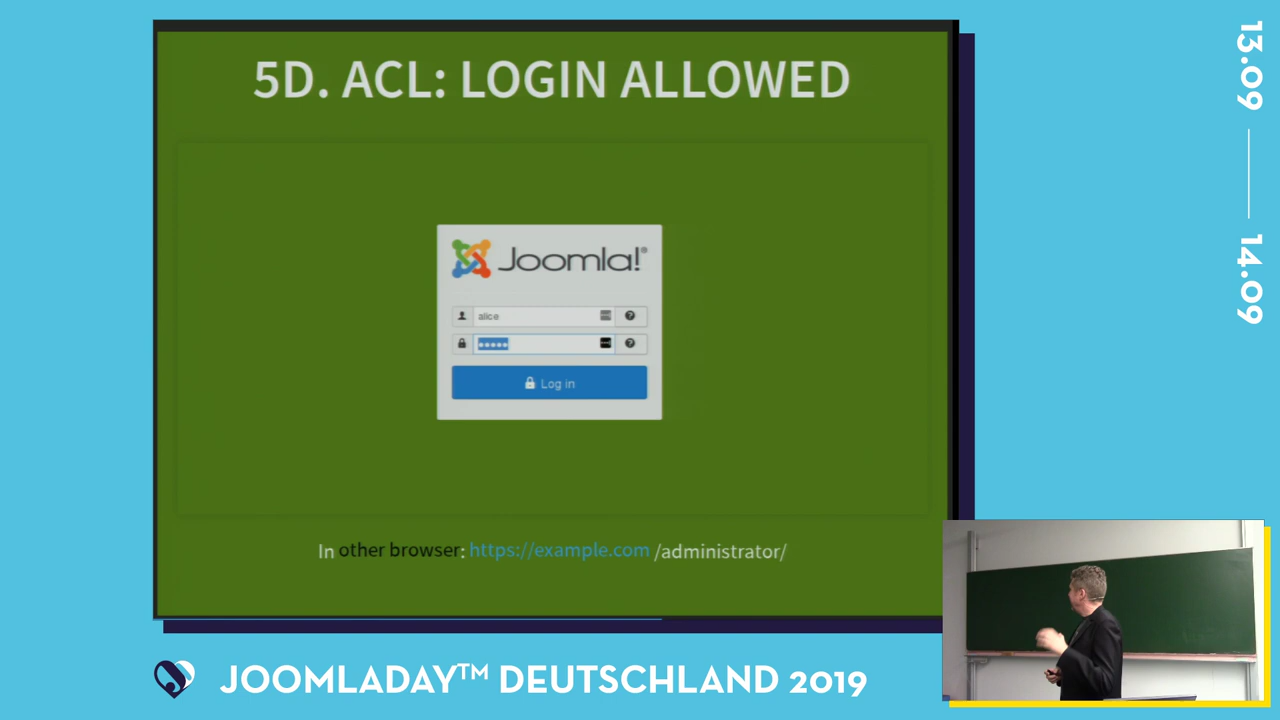 5D. ACL: LOGIN ALLOWED
Joomla!®
alice
Log in
In other browser: https://example.com /administrator/
JOOMLADAY™ DEUTSCHLAND 2019
13.09
14.09